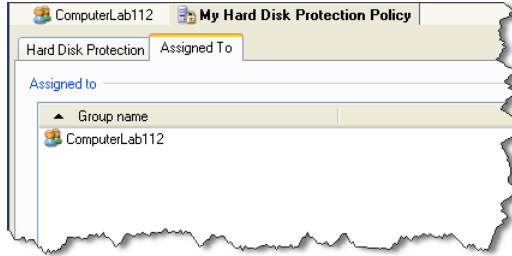 ComputerLab112 My Hard Disk Protection Policy
Hard Disk Protection Assigned To
Assigned to
Group name
ComputerLab112